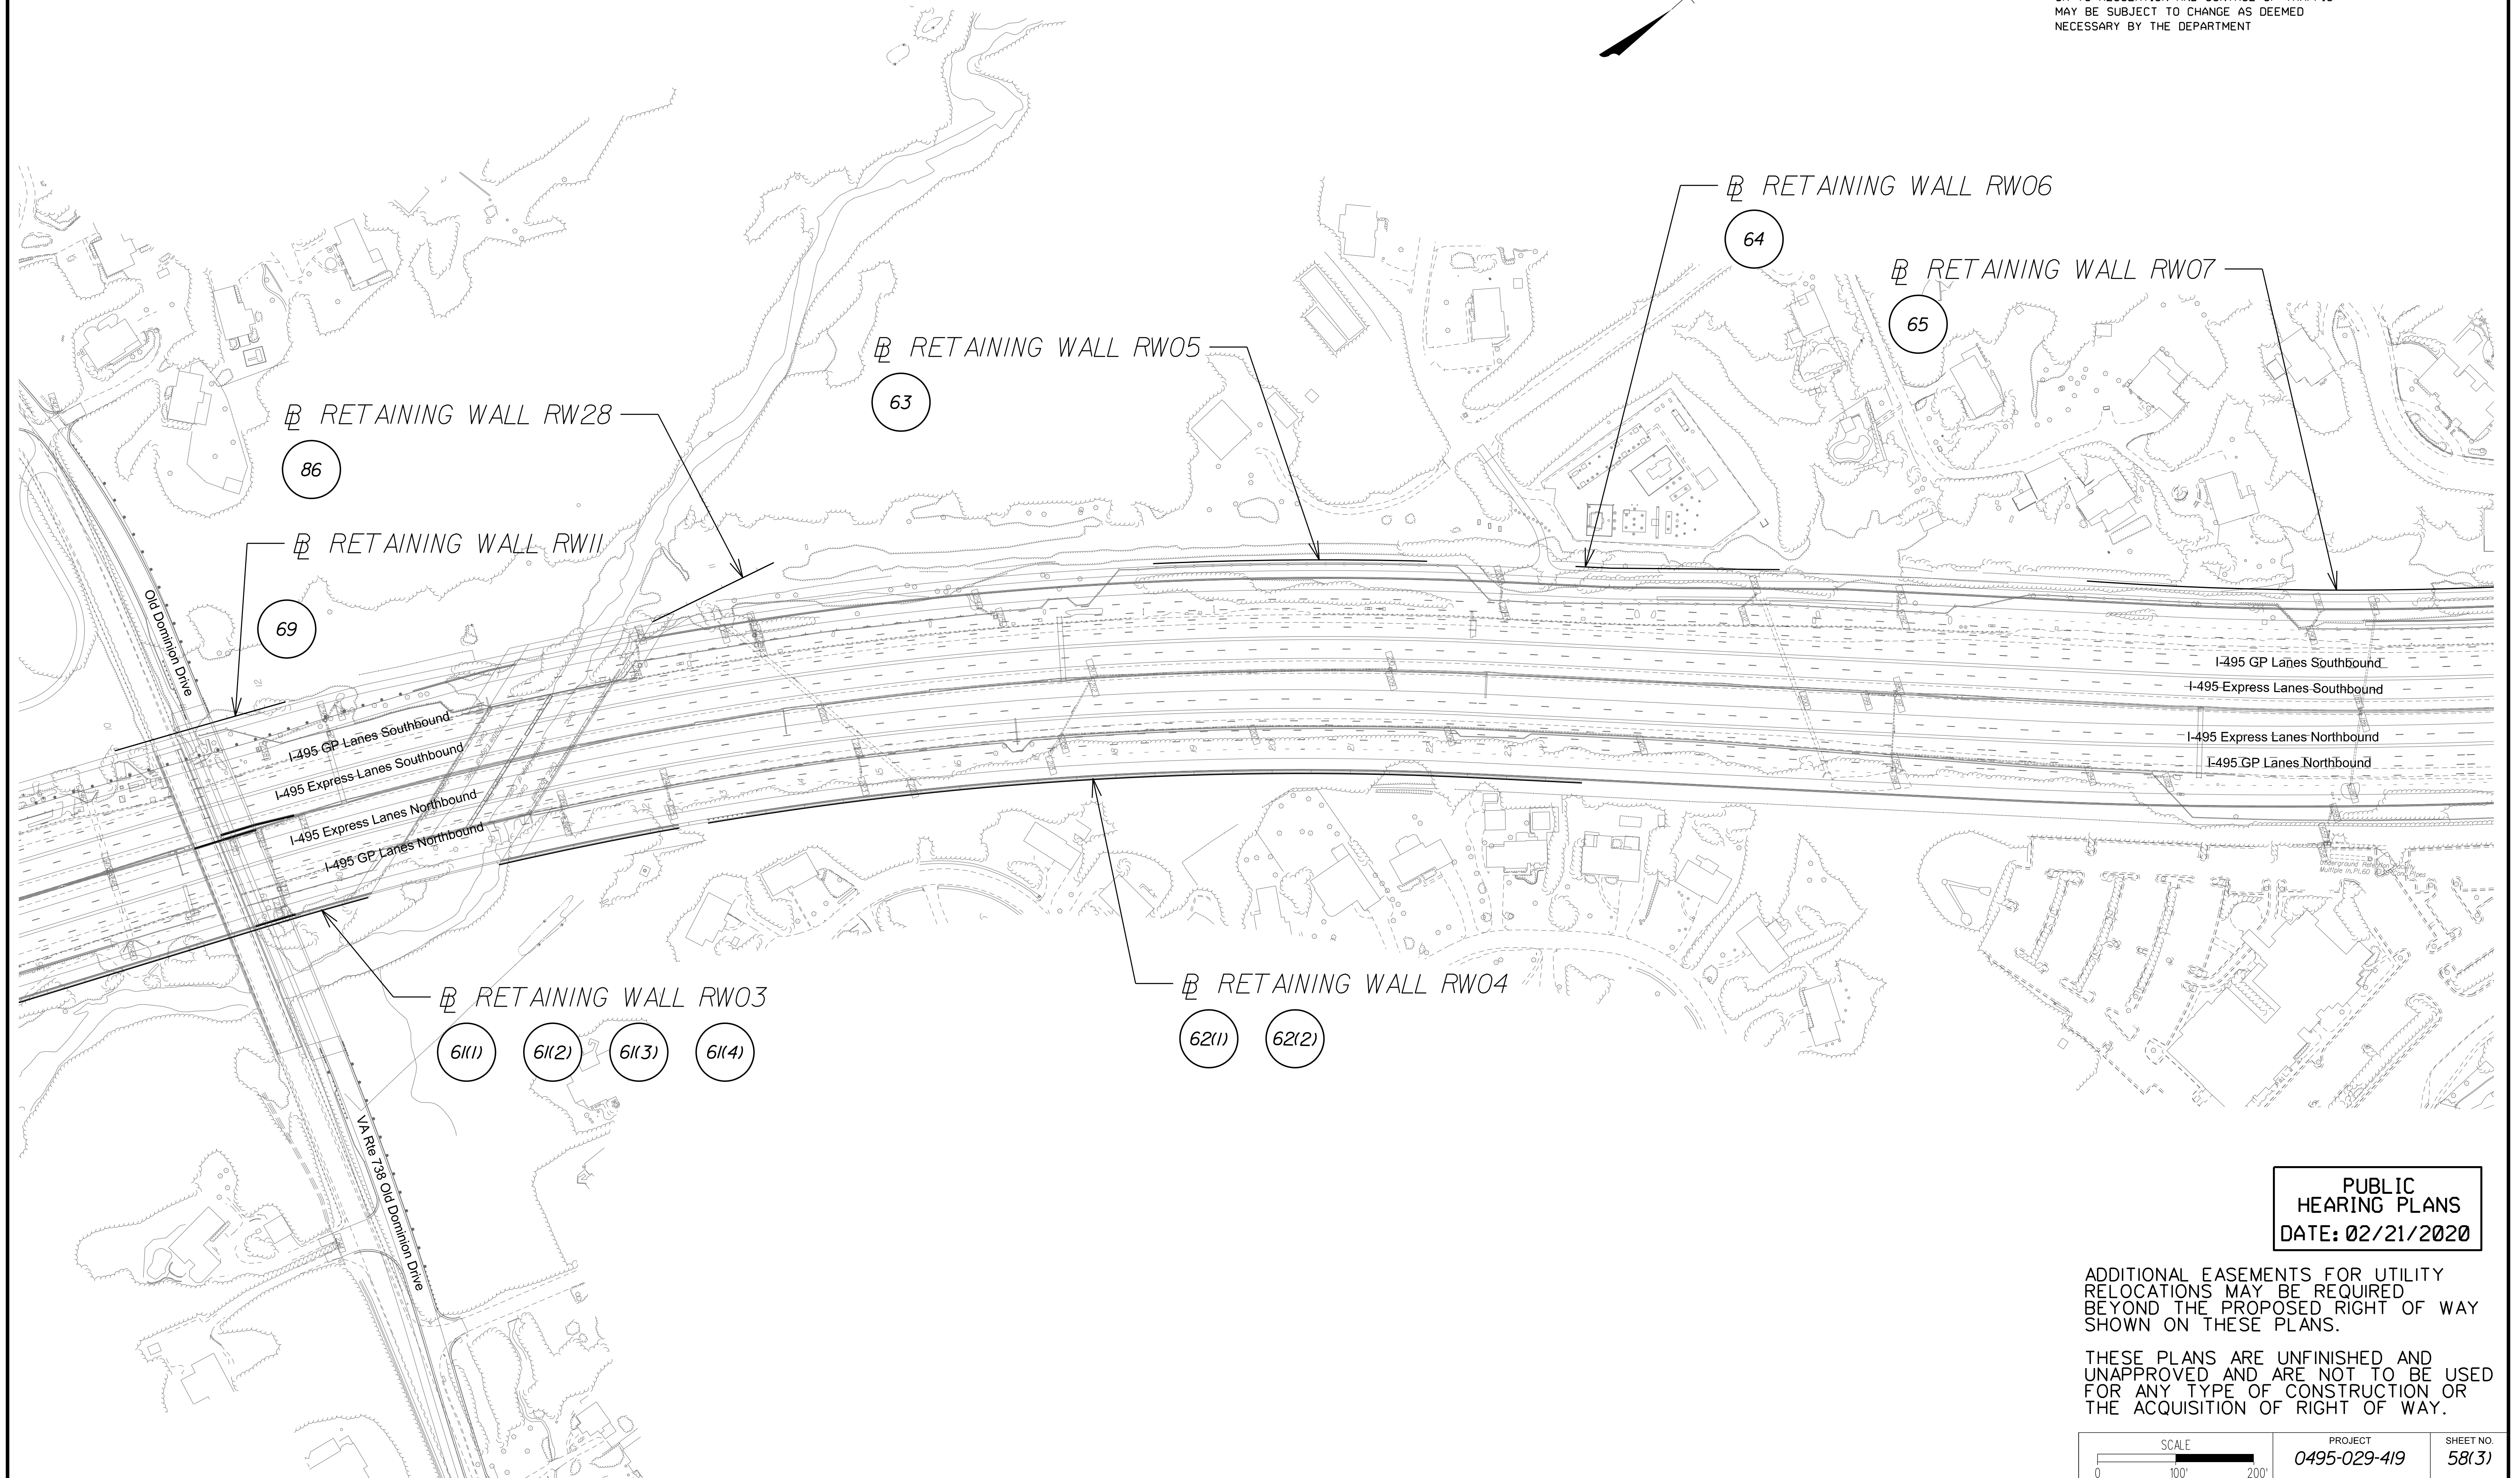 MAY BE SUBJECT TO CHANGE AS DEEMED
NECESSARY BY THE DEPARTMENT
RETAINING WALL RW06
64
RETAINING WALL RW07
65
RETAINING WALL RW05
63
RETAINING WALL RW28
86
RETAINING WALL RW11
69
Old Dominion Drive
I-495 GP Lanes Southbound
I-495 Express Lanes Southbound
I-495 Express Lanes Northbound
I-495 GP Lanes Northbound
I-495 GP Lanes Southbound
I-495 Express Lanes Southbound
I-495 Express Lanes Northbound
I-495 GP Lanes Northbound
RETAINING WALL RW03
61(1) 61(2) 61(3) 61(4)
RETAINING WALL RW04
62(1) 62(2)
VA Rte 738 Old Dominion Drive
PUBLIC
HEARING PLANS
DATE: 02/21/2020
ADDITIONAL EASEMENTS FOR UTILITY
RELOCATIONS MAY BE REQUIRED
BEYOND THE PROPOSED RIGHT OF WAY
SHOWN ON THESE PLANS.
THESE PLANS ARE UNFINISHED AND
UNAPPROVED AND ARE NOT TO BE USED
FOR ANY TYPE OF CONSTRUCTION OR
THE ACQUISITION OF RIGHT OF WAY.
SCALE
0 100' 200'
PROJECT
0495-029-419
SHEET NO.
58(3)